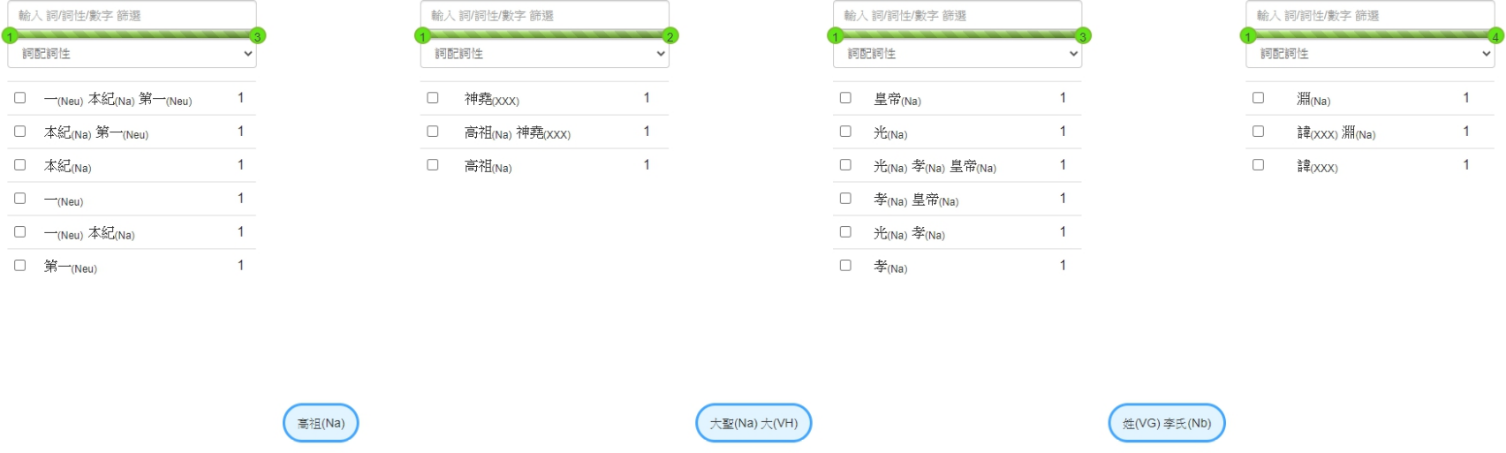 輸入 詞/詞性/數字 篩選
1 3
詞配詞性
一(Neu) 本紀(Na) 第一(Neu) 1
本紀(Na) 第一(Neu) 1
本紀(Na) 1
一(Neu) 1
一(Neu) 本紀(Na) 1
第一(Neu) 1
輸入 詞/詞性/數字 篩選
1 2
詞配詞性
神堯(XXX) 1
高祖(Na) 神堯(XXX) 1
高祖(Na) 1
輸入 詞/詞性/數字 篩選
1 3
詞配詞性
皇帝(Na) 1
光(Na) 1
光(Na) 孝(Na) 皇帝(Na) 1
孝(Na) 皇帝(Na) 1
光(Na) 孝(Na) 1
孝(Na) 1
輸入 詞/詞性/數字 篩選
1 4
詞配詞性
淵(Na) 1
諱(XXX) 淵(Na) 1
諱(XXX) 1
高祖(Na)
大聖(Na) 大(VH)
姓(VG) 李氏(Nb)